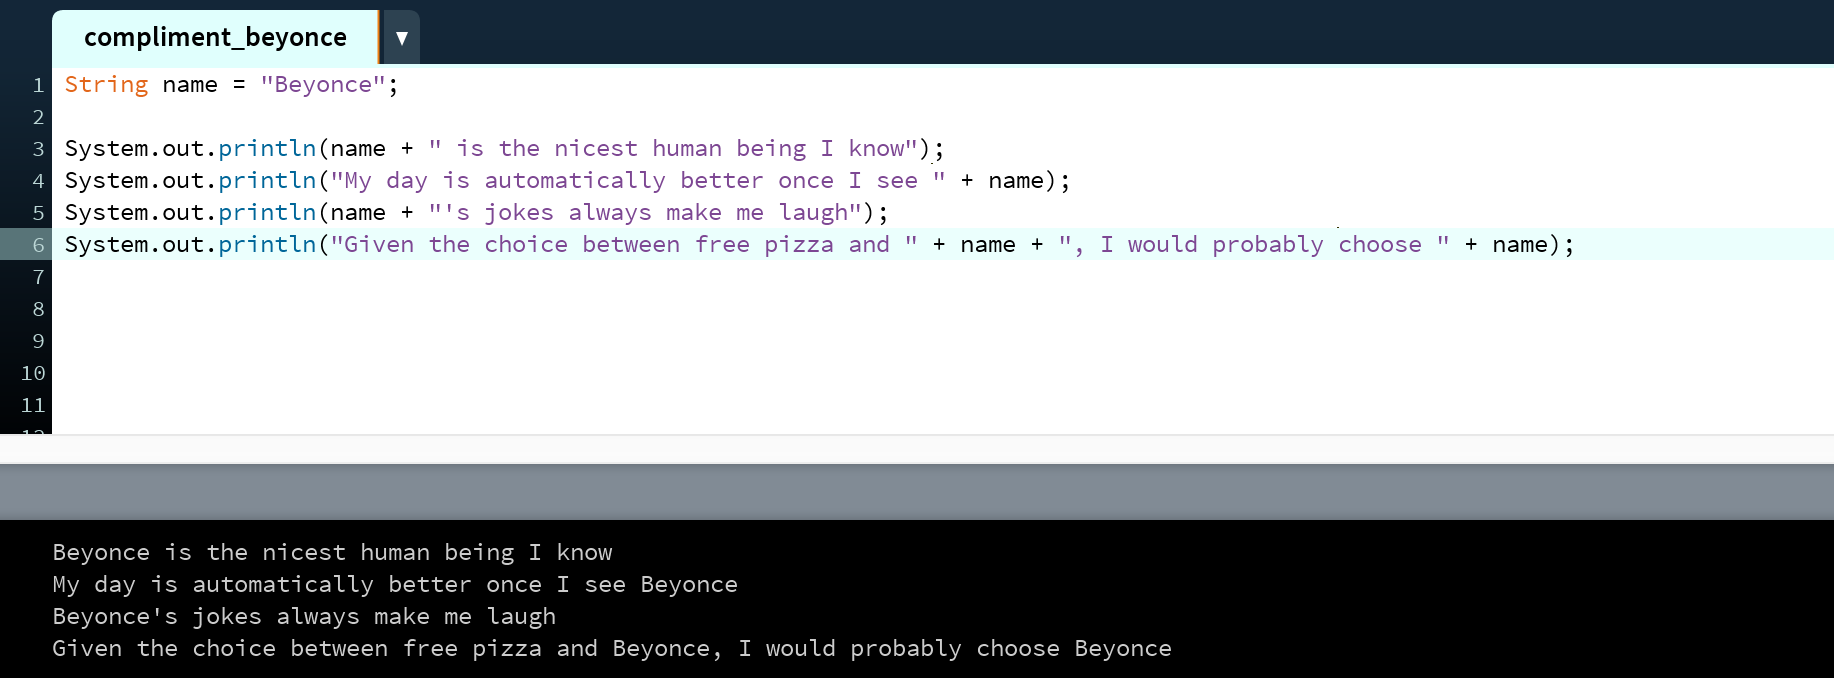 compliment_beyonce ▼
1 String name = "Beyonce";
2
3 System.out.println(name + " is the nicest human being I know");
4 System.out.println("My day is automatically better once I see " + name);
5 System.out.println(name + "'s jokes always make me laugh");
6 System.out.println("Given the choice between free pizza and " + name + ", I would probably choose " + name);
7
8
9
10
11
Beyonce is the nicest human being I know
My day is automatically better once I see Beyonce
Beyonce's jokes always make me laugh
Given the choice between free pizza and Beyonce, I would probably choose Beyonce